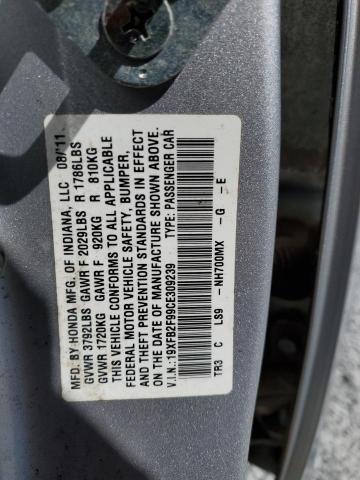 MFD. BY HONDA MFG. OF INDIANA, LLC 08/11
GVWR 3792LBS GAWR F 2029LBS R 1786LBS
GVWR 1720KG GAWR F 920KG R 810KG
THIS VEHICLE CONFORMS TO ALL APPLICABLE
FEDERAL MOTOR VEHICLE SAFETY, BUMPER,
AND THEFT PREVENTION STANDARDS IN EFFECT
ON THE DATE OF MANUFACTURE SHOWN ABOVE.
V.I.N.: 19XFB2F99CE309239 TYPE: PASSENGER CAR
TR3 C LS9 -NH700MX -G -E